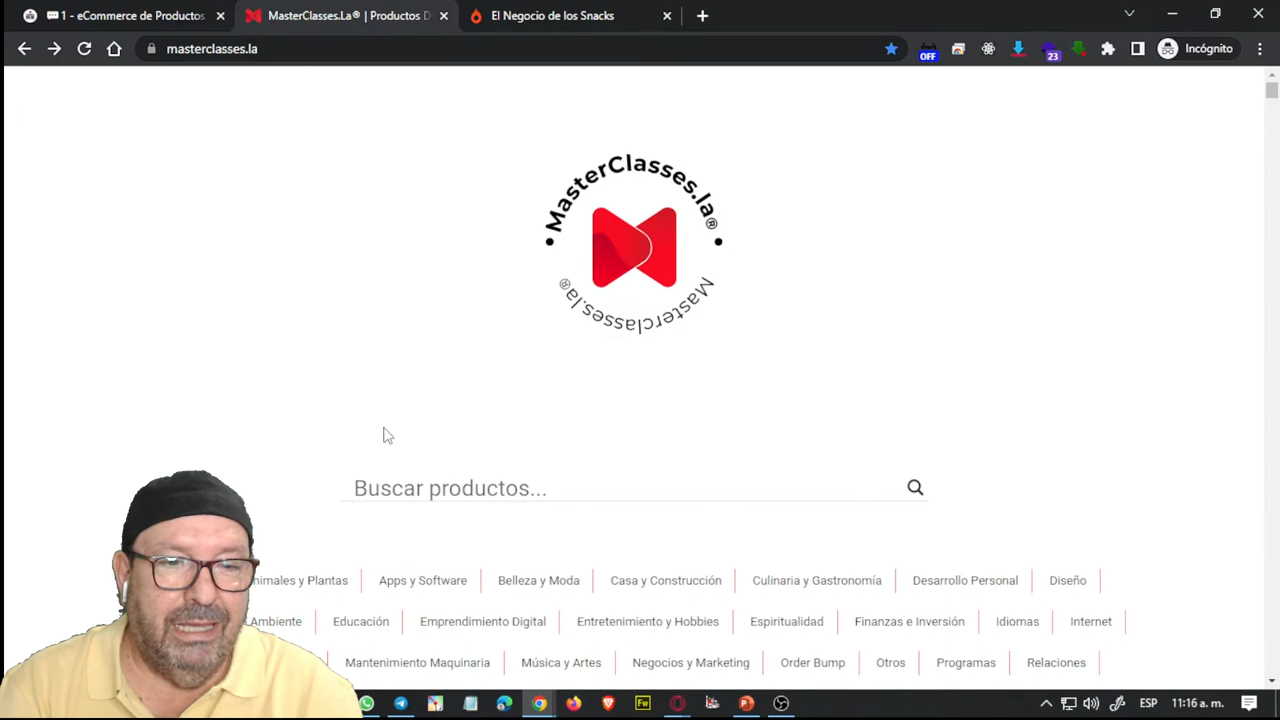 1 - eCommerce de Productos
MasterClasses.La® | Productos D
El Negocio de los Snacks
masterclasses.la
OFF
23
Incógnito
MasterClasses.la®
Masterclasses.la®
Buscar productos...
nimales y Plantas
Apps y Software
Belleza y Moda
Casa y Construcción
Culinaria y Gastronomía
Desarrollo Personal
Diseño
Ambiente
Educación
Emprendimiento Digital
Entretenimiento y Hobbies
Espiritualidad
Finanzas e Inversión
Idiomas
Internet
Mantenimiento Maquinaria
Música y Artes
Negocios y Marketing
Order Bump
Otros
Programas
Relaciones
Fw
ESP
11:16 a. m.